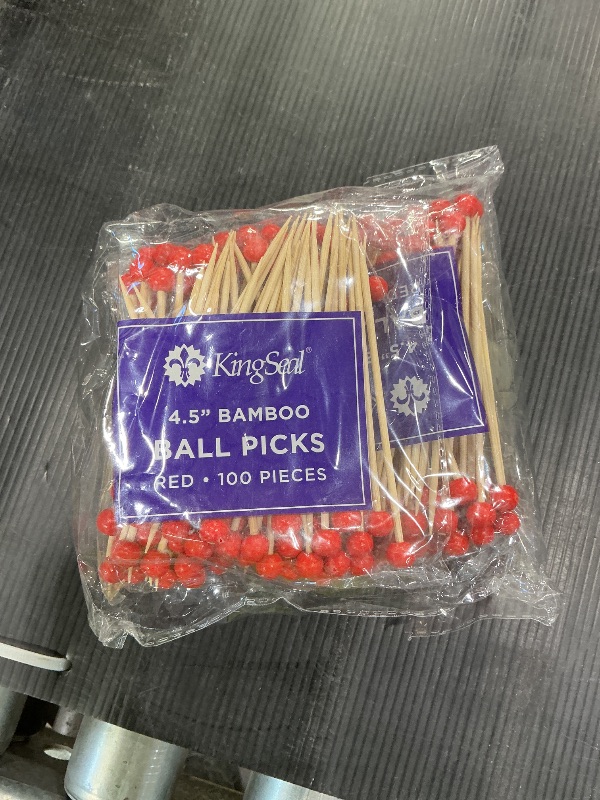 KingSeal®
4.5" BAMBOO
BALL PICKS
RED • 100 PIECES